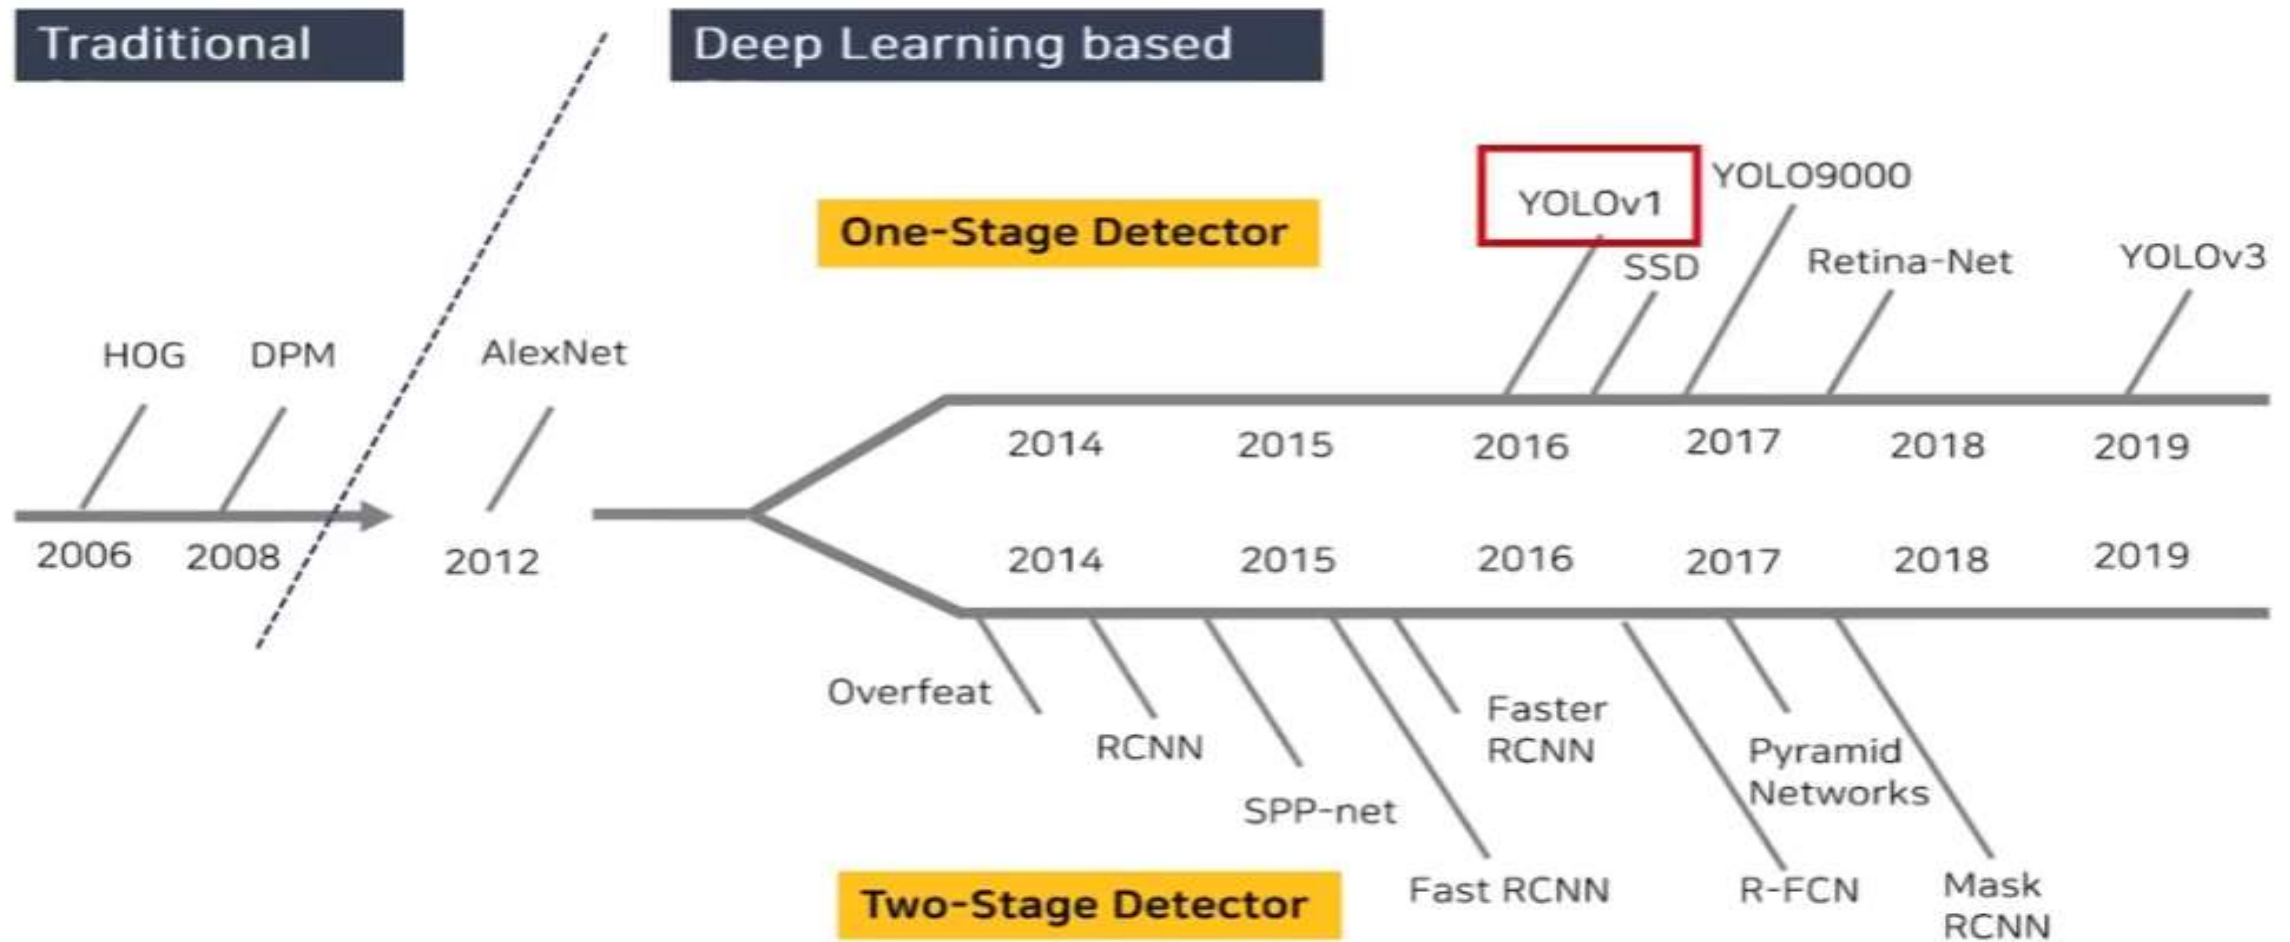 Traditional
Deep Learning based
YOLOv1
YOLO9000
One-Stage Detector
SSD
Retina-Net
YOLOv3
HOG
DPM
AlexNet
2014
2015
2016
2017
2018
2019
2006
2008
2012
2014
2015
2016
2017
2018
2019
Overfeat
RCNN
SPP-net
Fast RCNN
Faster
RCNN
Pyramid
Networks
R-FCN
Mask
RCNN
Two-Stage Detector